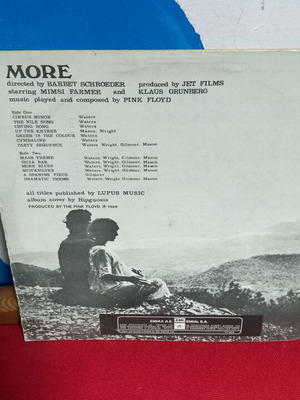 MORE
directed by BARBET SCHROEDER produced by JET FILMS
starring MIMSI FARMER and KLAUS GRUNBERG
music played and composed by PINK FLOYD
Side One
CIRRUS MINOR Waters
THE NILE SONG Waters
CRYING SONG Waters
UP THE KHYBER Mason, Wright
GREEN IS THE COLOUR Waters
CYMBALINE Waters
PARTY SEQUENCE Waters, Wright, Gilmour, Mason
Side Two
MAIN THEME Waters, Wright, Gilmour, Mason
IBIZA BAR Waters, Wright, Gilmour, Mason
MORE BLUES Waters, Wright, Gilmour, Mason
QUICKSILVER Waters, Wright, Gilmour, Mason
A SPANISH PIECE Gilmour
DRAMATIC THEME Waters, Wright, Gilmour, Mason
all titles published by LUPUS MUSIC
album cover by Hipgnosis
PRODUCED BY THE PINK FLOYD ℗ 1969
EMIAL S.A.